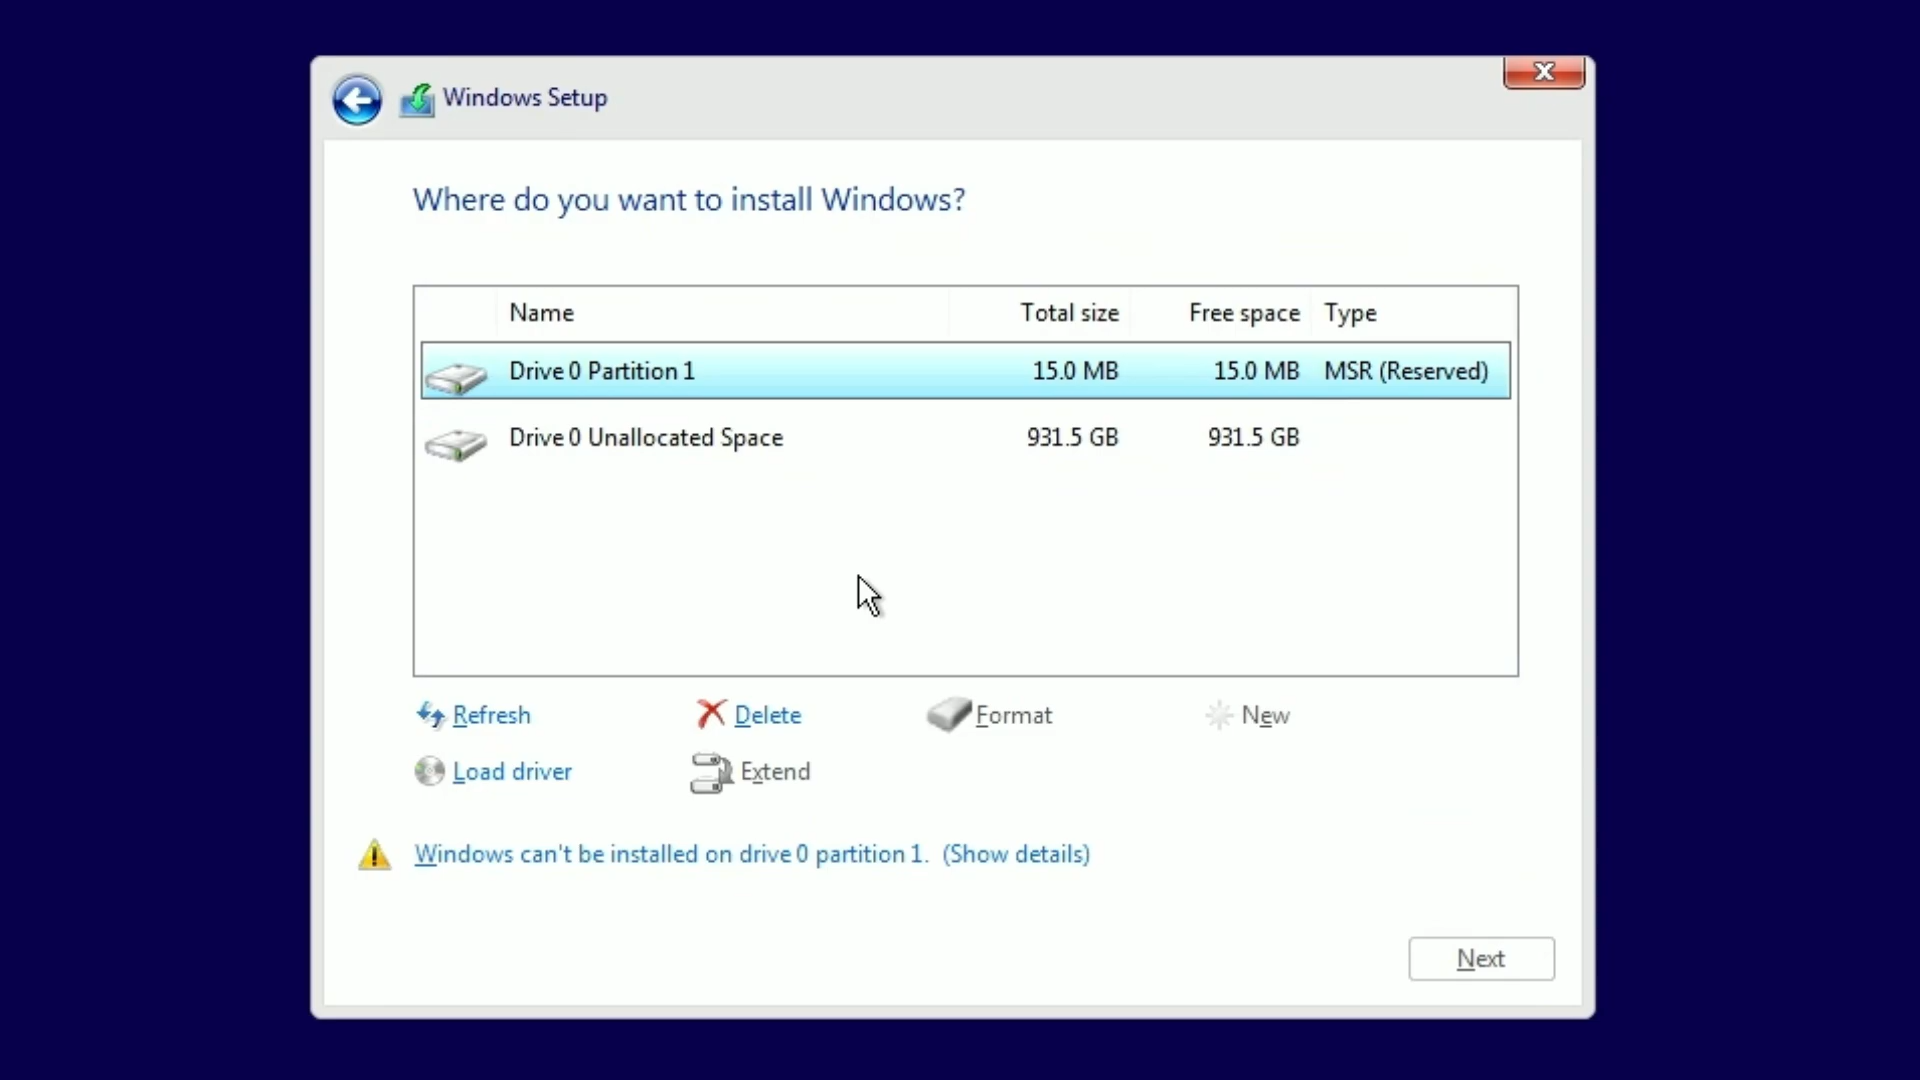 Windows Setup
x
Where do you want to install Windows?
Name Total size Free space Type
Drive 0 Partition 1 15.0 MB 15.0 MB MSR (Reserved)
Drive 0 Unallocated Space 931.5 GB 931.5 GB
Refresh Delete Format New
Load driver Extend
Windows can't be installed on drive 0 partition 1. (Show details)
Next